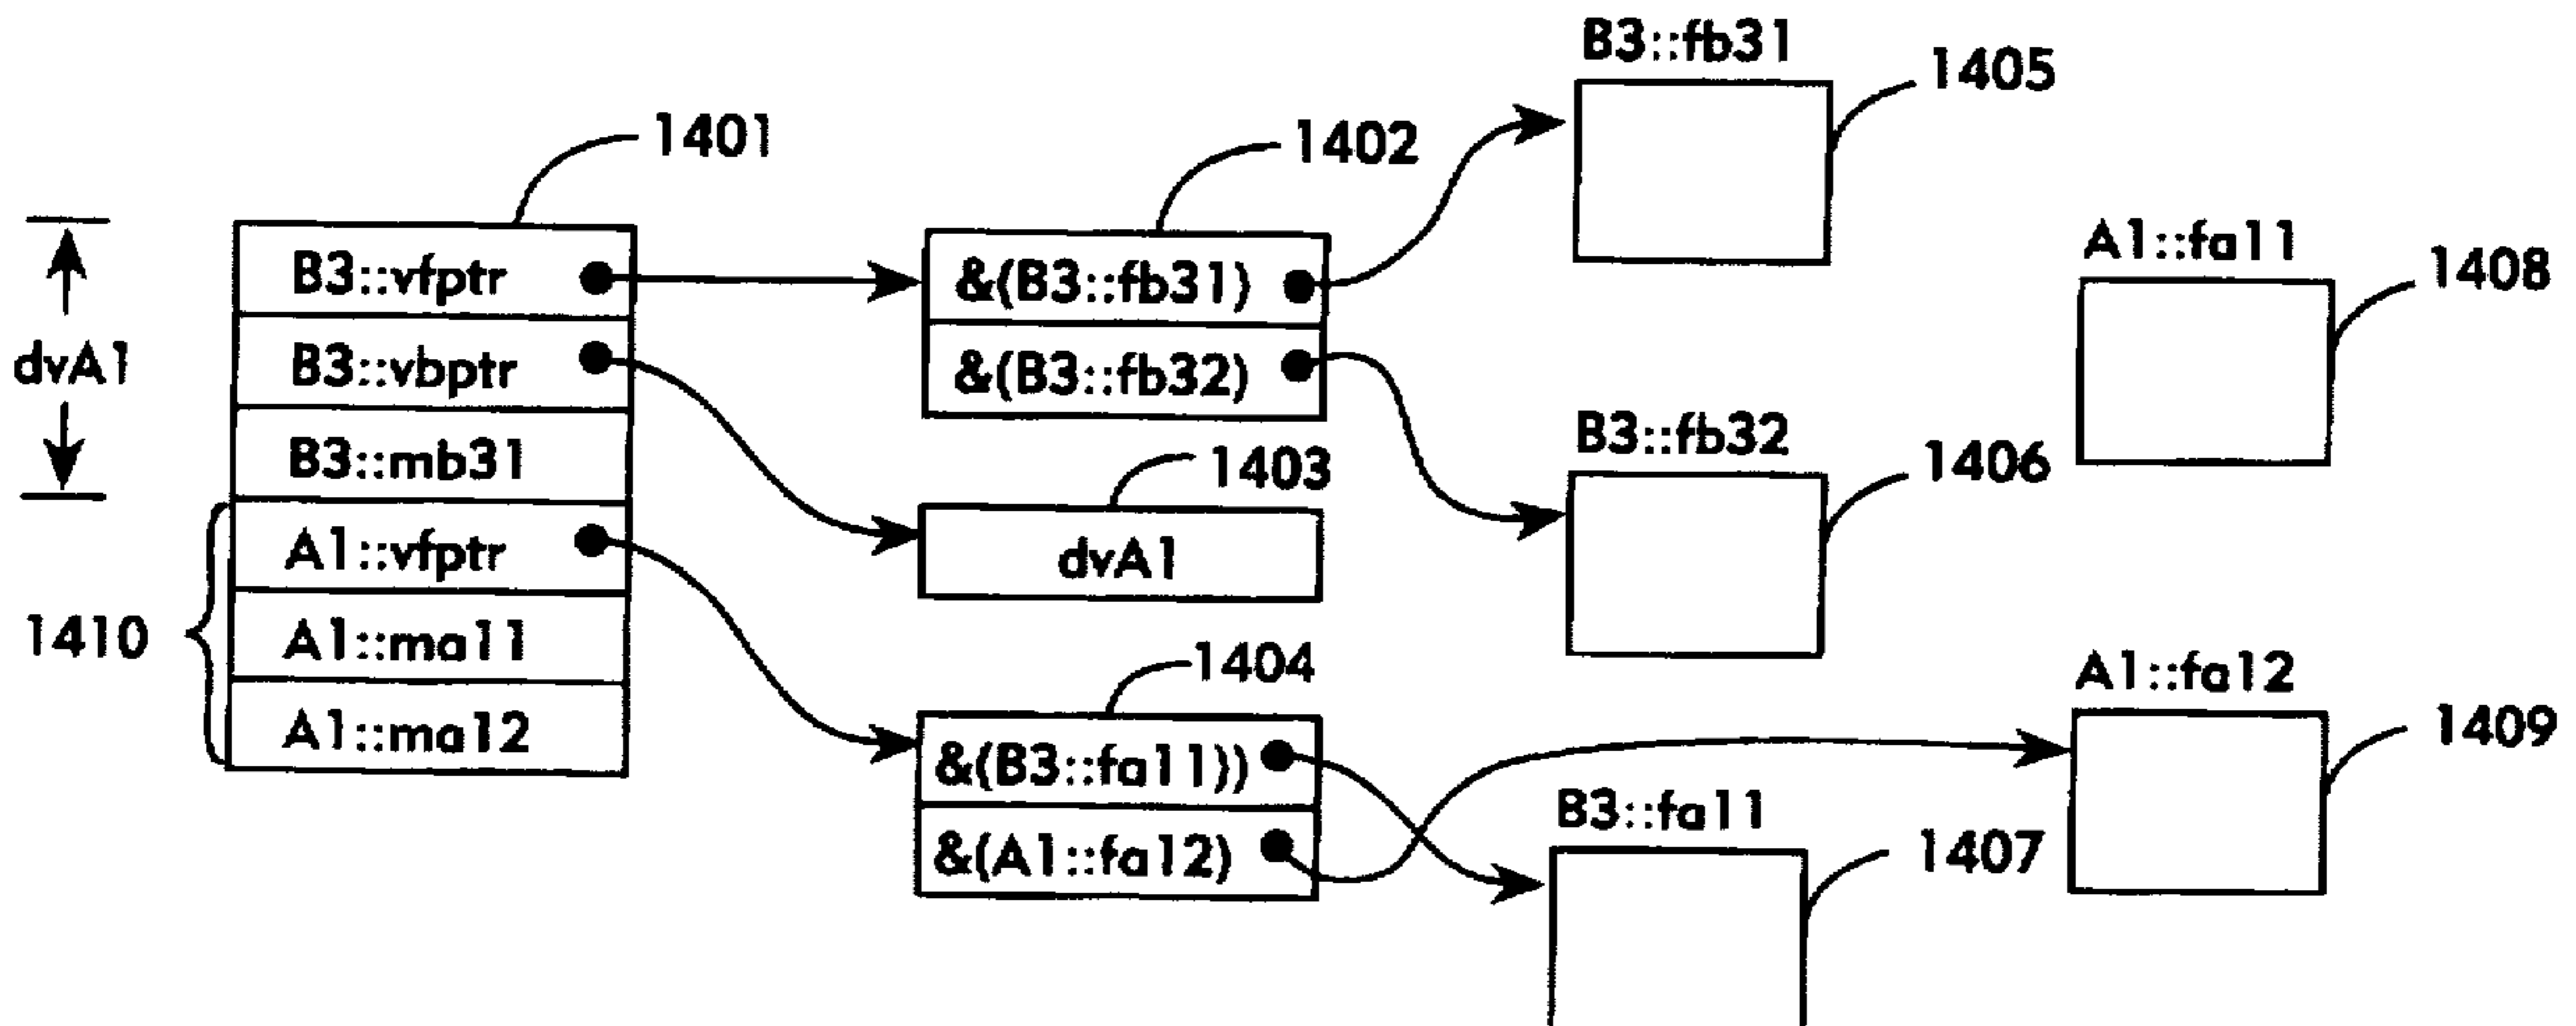 B3::fb31
1405
1401
1402
A1::fa11
1408
B3::vfptr
&(B3::fb31)
dvA1
B3::vbptr
&(B3::fb32)
B3::fb32
1406
B3::mb31
1403
A1::vfptr
dvA1
1410
A1::ma11
1404
A1::fa12
1409
A1::ma12
&(B3::fa11))
B3::fa11
1407
&(A1::fa12)